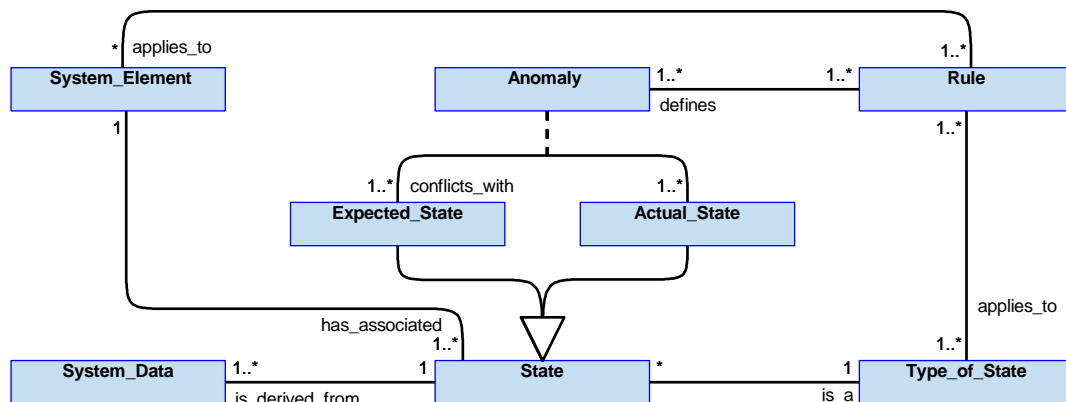 * applies_to 1..*
System_Element Anomaly 1..* 1..* Rule
1 defines 1..*
1..* conflicts_with 1..*
Expected_State Actual_State
applies_to
has_associated
1..* 1..*
System_Data 1..* 1 State * 1 Type_of_State
is_derived_from is_a